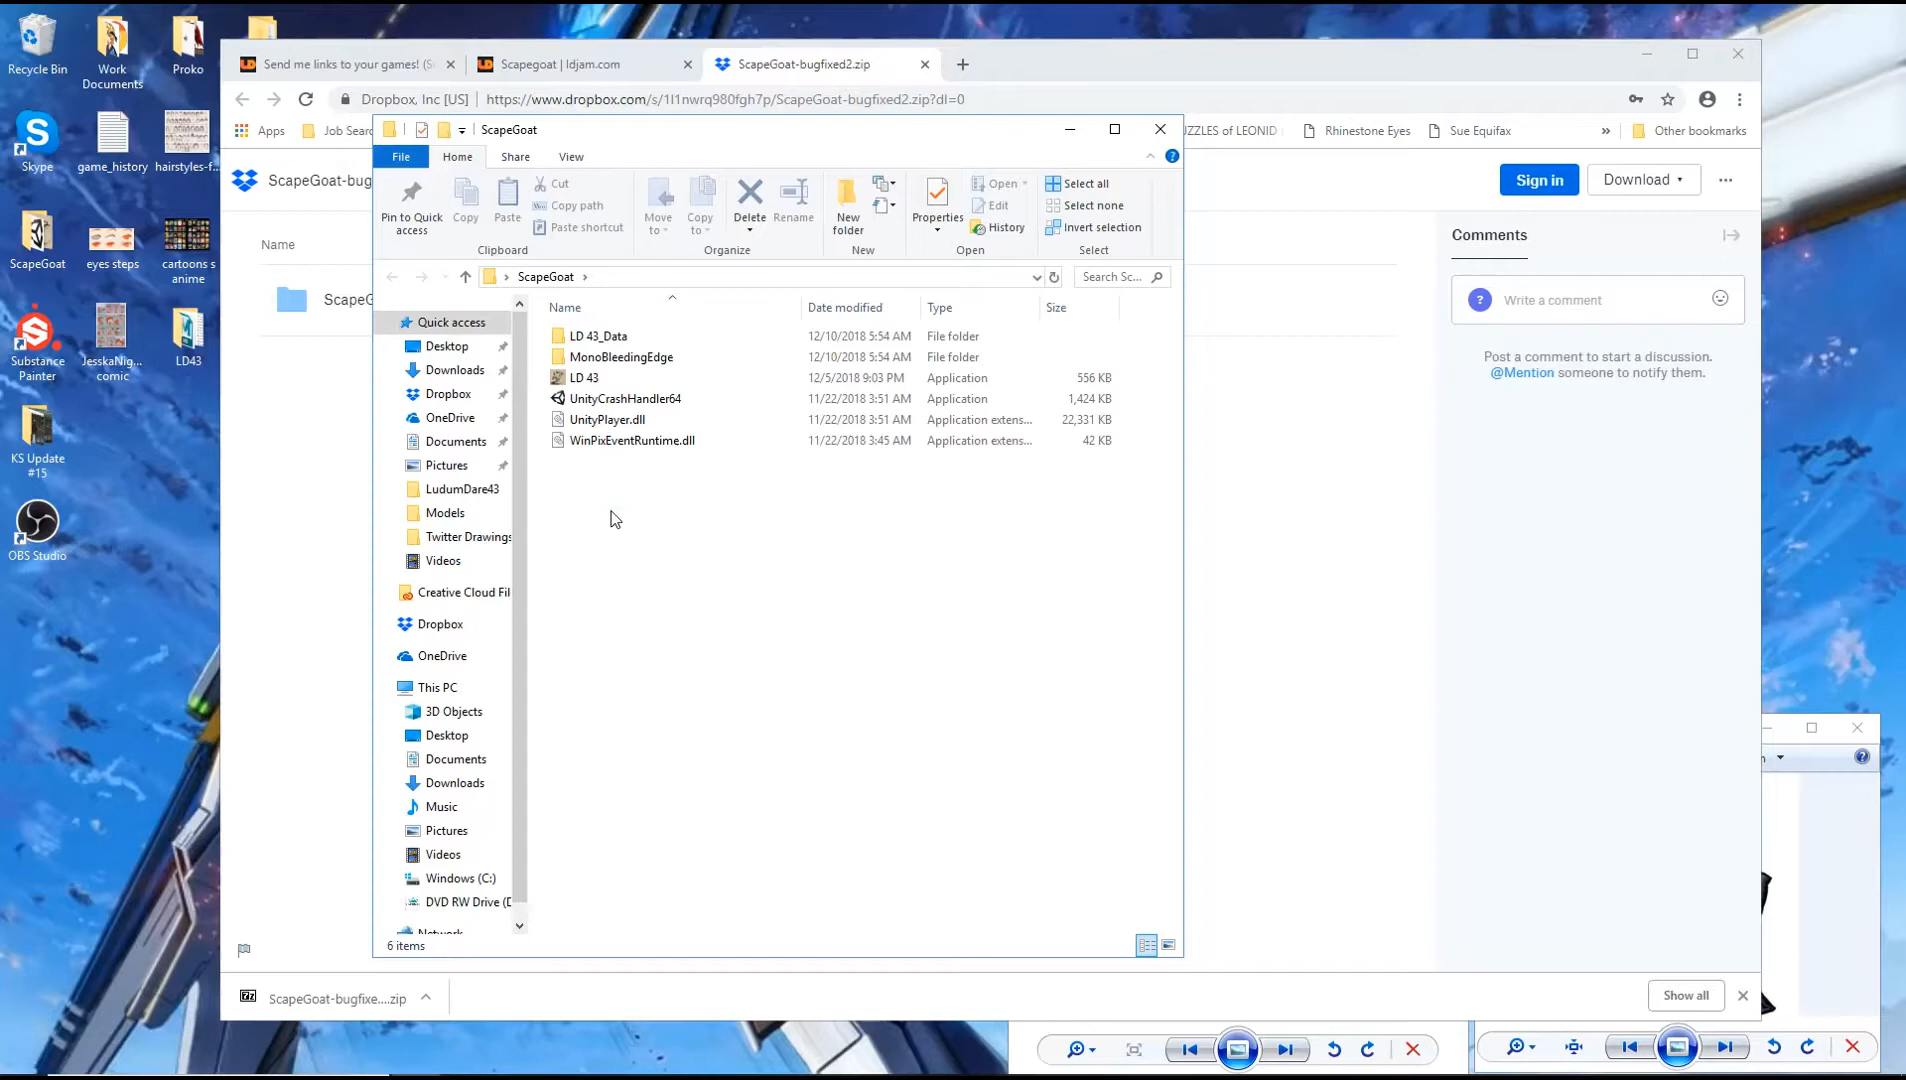 Recycle Bin
Work Documents
Proko
Skype
game_history
hairstyles-f...
ScapeGoat
eyes steps
cartoons s anime
Substance Painter
JesskaNig... comic
LD43
KS Update #15
OBS Studio
Send me links to your games! (S
Scapegoat | ldjam.com
ScapeGoat-bugfixed2.zip
Dropbox, Inc [US] | https://www.dropbox.com/s/1l1nwrq980fgh7p/ScapeGoat-bugfixed2.zip?dl=0
Apps
Job Searc
UZZLES of LEONID
Rhinestone Eyes
Sue Equifax
»
Other bookmarks
ScapeGoat-bug
Sign in
Download
Name
ScapeG
Comments
Write a comment
Post a comment to start a discussion.
@Mention someone to notify them.
ScapeGoat
File
Home
Share
View
Pin to Quick access
Copy
Paste
Cut
Copy path
Paste shortcut
Clipboard
Move to
Copy to
Delete
Rename
Organize
New folder
New
Properties
Open
Edit
History
Open
Select all
Select none
Invert selection
Select
ScapeGoat
Search Sc...
Name
Date modified
Type
Size
LD 43_Data 12/10/2018 5:54 AM File folder
MonoBleedingEdge 12/10/2018 5:54 AM File folder
LD 43 12/5/2018 9:03 PM Application 556 KB
UnityCrashHandler64 11/22/2018 3:51 AM Application 1,424 KB
UnityPlayer.dll 11/22/2018 3:51 AM Application extens... 22,331 KB
WinPixEventRuntime.dll 11/22/2018 3:45 AM Application extens... 42 KB
Quick access
Desktop
Downloads
Dropbox
OneDrive
Documents
Pictures
LudumDare43
Models
Twitter Drawings
Videos
Creative Cloud Fil
Dropbox
OneDrive
This PC
3D Objects
Desktop
Documents
Downloads
Music
Pictures
Videos
Windows (C:)
DVD RW Drive (D
Network
6 items
ScapeGoat-bugfixe....zip
Show all